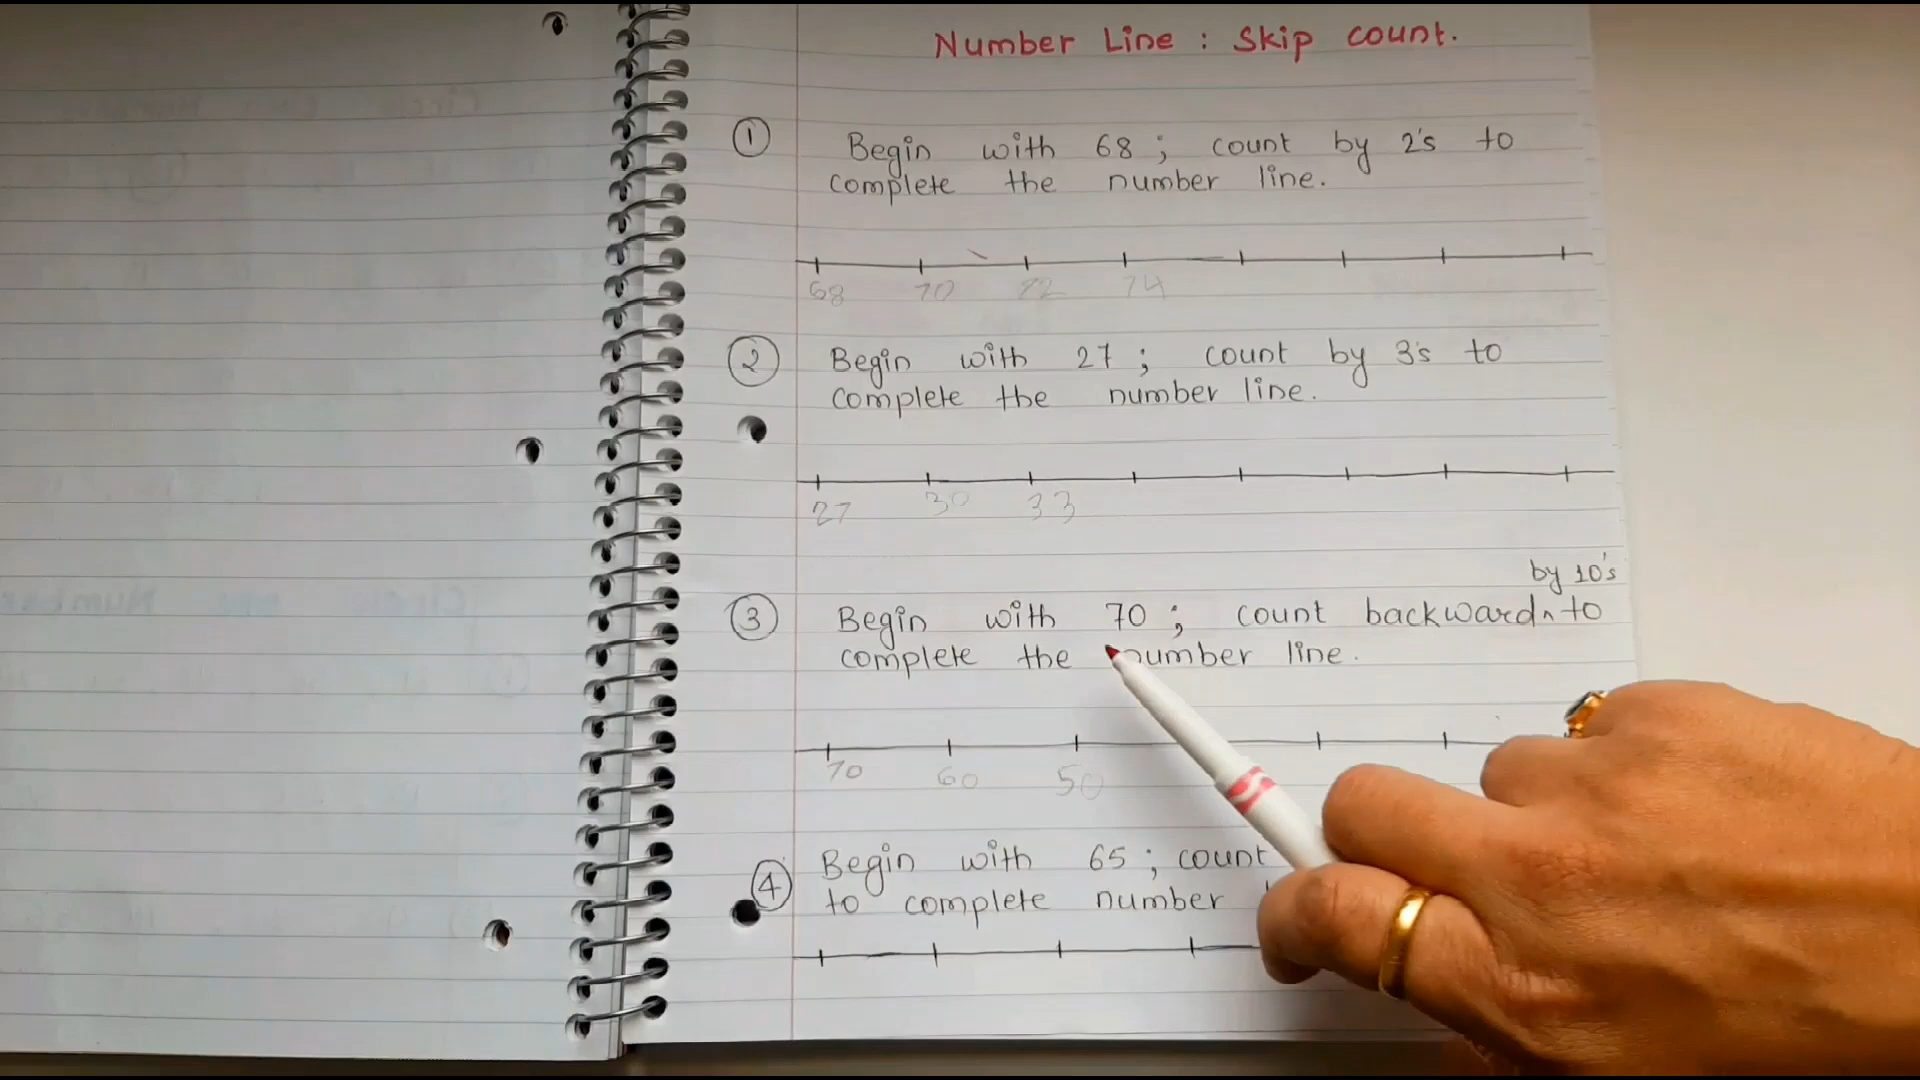 Number Line : Skip count.
① Begin with 68 ; count by 2's to
complete the number line.
68 70 72 74
② Begin with 27 ; count by 3's to
complete the number line.
27 30 33
by 10's
③ Begin with 70 ; count backward ^ to
complete the number line.
70 60 50
④ Begin with 65 ; count
to complete number